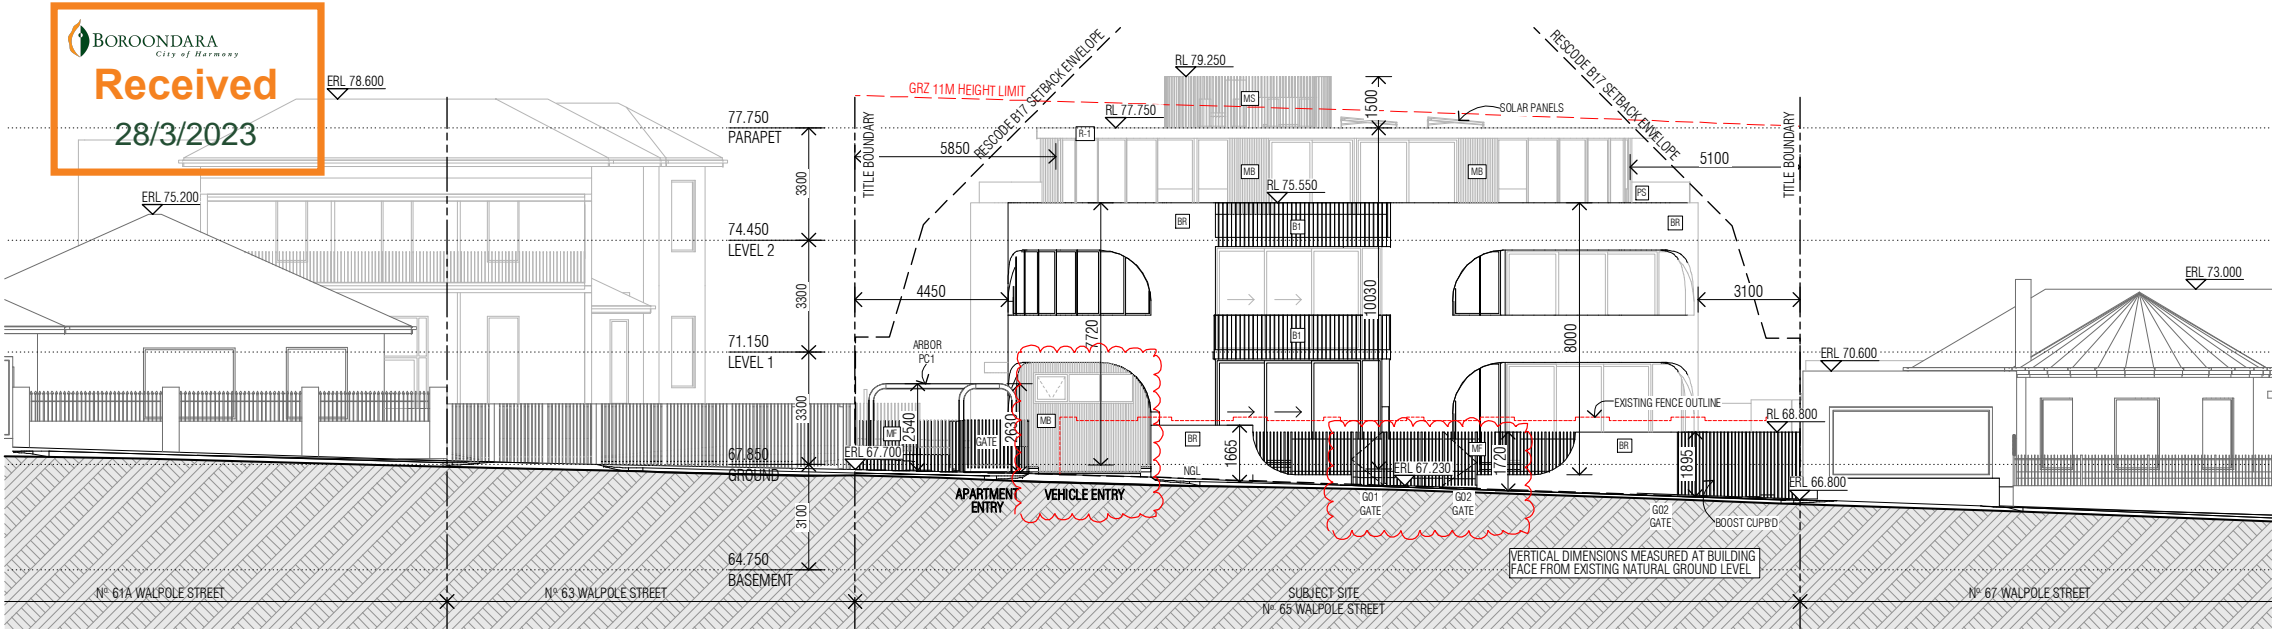 BOROONDARA
City of Harmony
Received
28/3/2023
ERL 78.600
ERL 75.200
77.750
PARAPET
3300
74.450
LEVEL 2
3300
71.150
LEVEL 1
3300
67.850
GROUND
3100
64.750
BASEMENT
TITLE BOUNDARY
GRZ 11M HEIGHT LIMIT
RESCODE B17 SETBACK ENVELOPE
5850
4450
RL 79.250
MS
RL 77.750
R-1
1500
SOLAR PANELS
RESCODE B17 SETBACK ENVELOPE
TITLE BOUNDARY
5100
MB
MB
RL 75.550
PS
BR
B1
BR
7720
10030
8000
3100
B1
ARBOR
PC1
MF
2540
GATE
2630
MB
ERL 67.700
BR
1665
NGL
EXISTING FENCE OUTLINE
RL 68.800
MF
1720
ERL 67.230
BR
1895
ERL 66.800
APARTMENT
ENTRY
VEHICLE ENTRY
G01
GATE
G02
GATE
G02
GATE
BOOST CUPB'D
VERTICAL DIMENSIONS MEASURED AT BUILDING
FACE FROM EXISTING NATURAL GROUND LEVEL
ERL 73.000
ERL 70.600
Nº 61A WALPOLE STREET
Nº 63 WALPOLE STREET
SUBJECT SITE
Nº 65 WALPOLE STREET
Nº 67 WALPOLE STREET